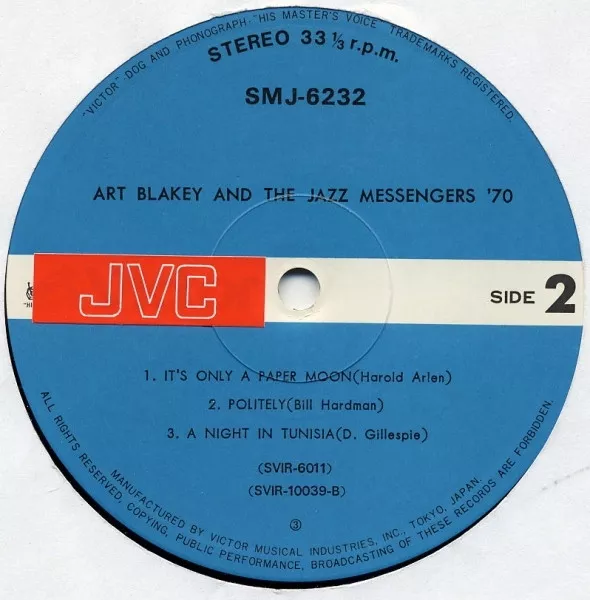 "VICTOR" DOG AND PHONOGRAPH·"HIS MASTER'S VOICE" TRADEMARKS REGISTERED.
STEREO 33 ⅓ r.p.m.
SMJ-6232
ART BLAKEY AND THE JAZZ MESSENGERS '70
JVC
SIDE 2
1. IT'S ONLY A PAPER MOON(Harold Arlen)
2. POLITELY(Bill Hardman)
3. A NIGHT IN TUNISIA(D. Gillespie)
(SVIR-6011)
(SVIR-10039-B)
③
MANUFACTURED BY VICTOR MUSICAL INDUSTRIES, INC., TOKYO, JAPAN.
ALL RIGHTS RESERVED, COPYING, PUBLIC PERFORMANCE, BROADCASTING OF THESE RECORDS ARE FORBIDDEN.